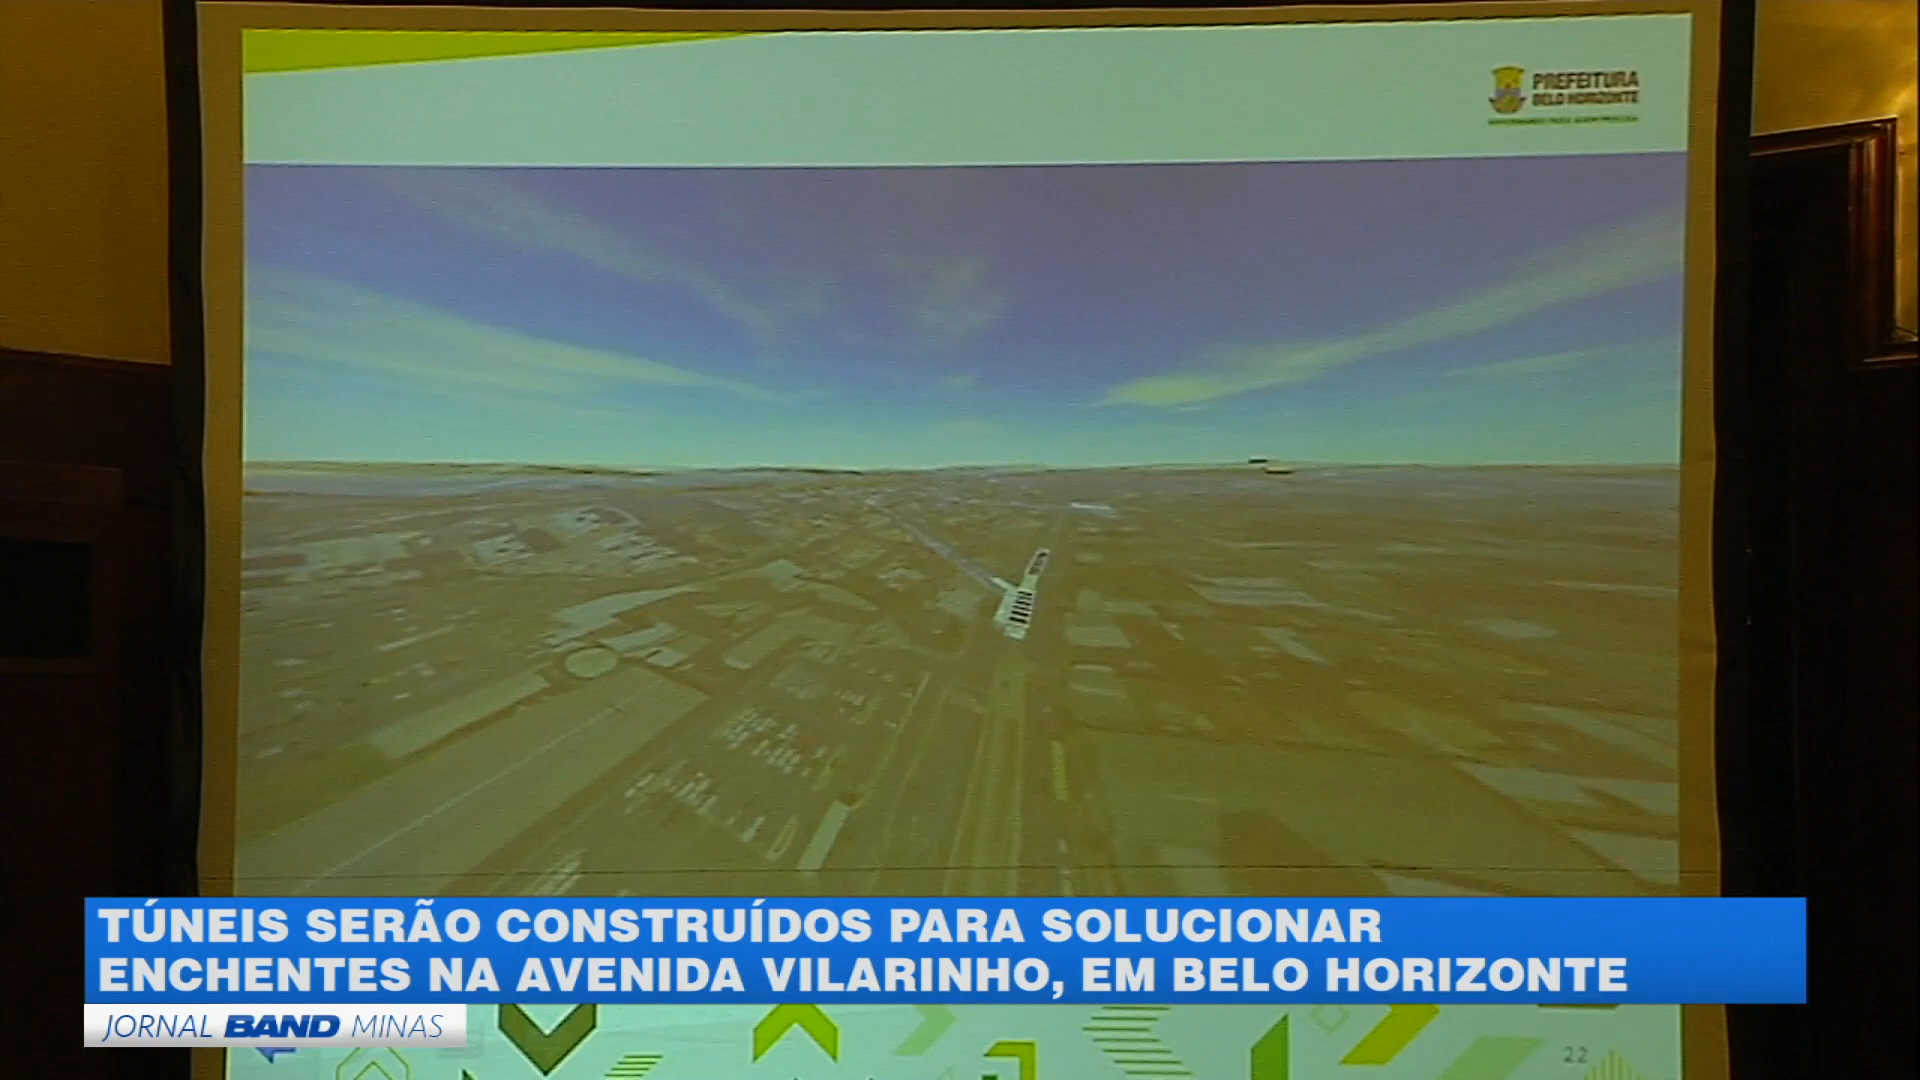 PREFEITURA
BELO HORIZONTE
TÚNEIS SERÃO CONSTRUÍDOS PARA SOLUCIONAR
ENCHENTES NA AVENIDA VILARINHO, EM BELO HORIZONTE
JORNAL BAND MINAS
22